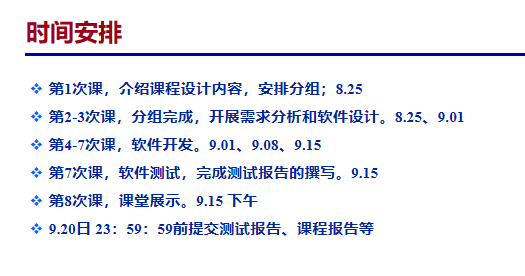 时间安排
第1次课，介绍课程设计内容，安排分组；8.25
第2-3次课，分组完成，开展需求分析和软件设计。8.25、9.01
第4-7次课，软件开发。9.01、9.08、9.15
第7次课，软件测试，完成测试报告的撰写。9.15
第8次课，课堂展示。9.15 下午
9.20日 23：59：59前提交测试报告、课程报告等